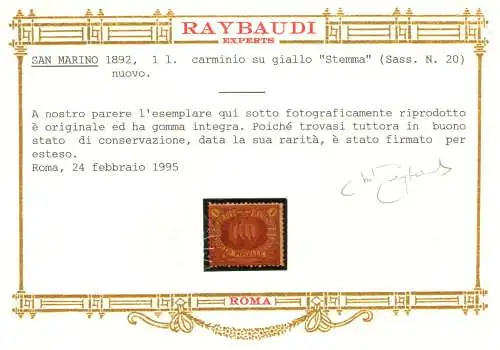 RAYBAUDI
EXPERTS
SAN MARINO 1892, 1 l. carminio su giallo "Stemma" (Sass. N. 20)
nuovo.
A nostro parere l'esemplare qui sotto fotograficamente riprodotto
è originale ed ha gomma integra. Poiché trovasi tuttora in buono
stato di conservazione, data la sua rarità, è stato firmato per
esteso.
Roma, 24 febbraio 1995
POSTALE
ROMA